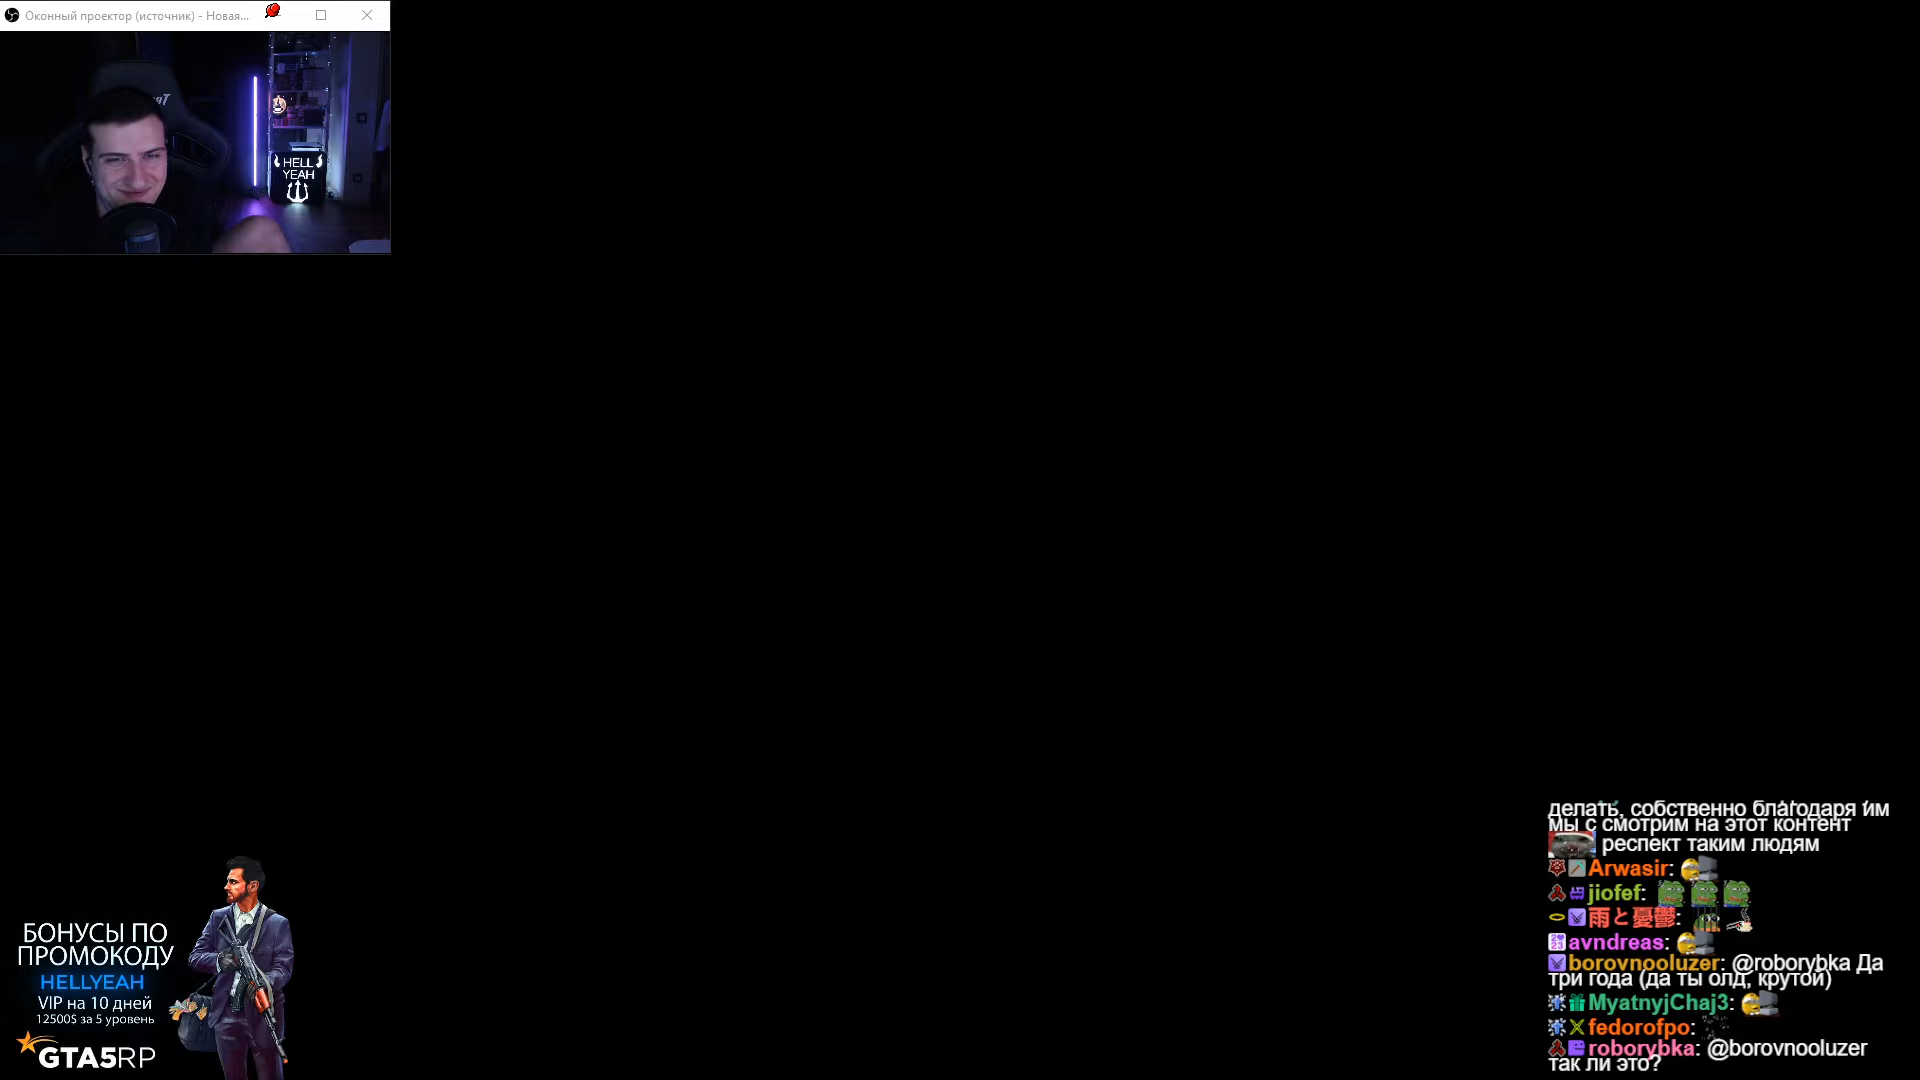 Оконный проектор (источник) - Новая...
HELL
YEAH
делать, собственно благодаря им
мы с смотрим на этот контент
респект таким людям
Arwasir:
jiofef:
雨と憂鬱:
avndreas:
borovnooluzer: @roborybka Да
три года (да ты олд, крутой)
MyatnyjChaj3:
fedorofpo:
roborybka: @borovnooluzer
так ли это?
БОНУСЫ ПО
ПРОМОКОДУ
HELLYEAH
VIP на 10 дней
12500$ за 5 уровень
GTA5RP